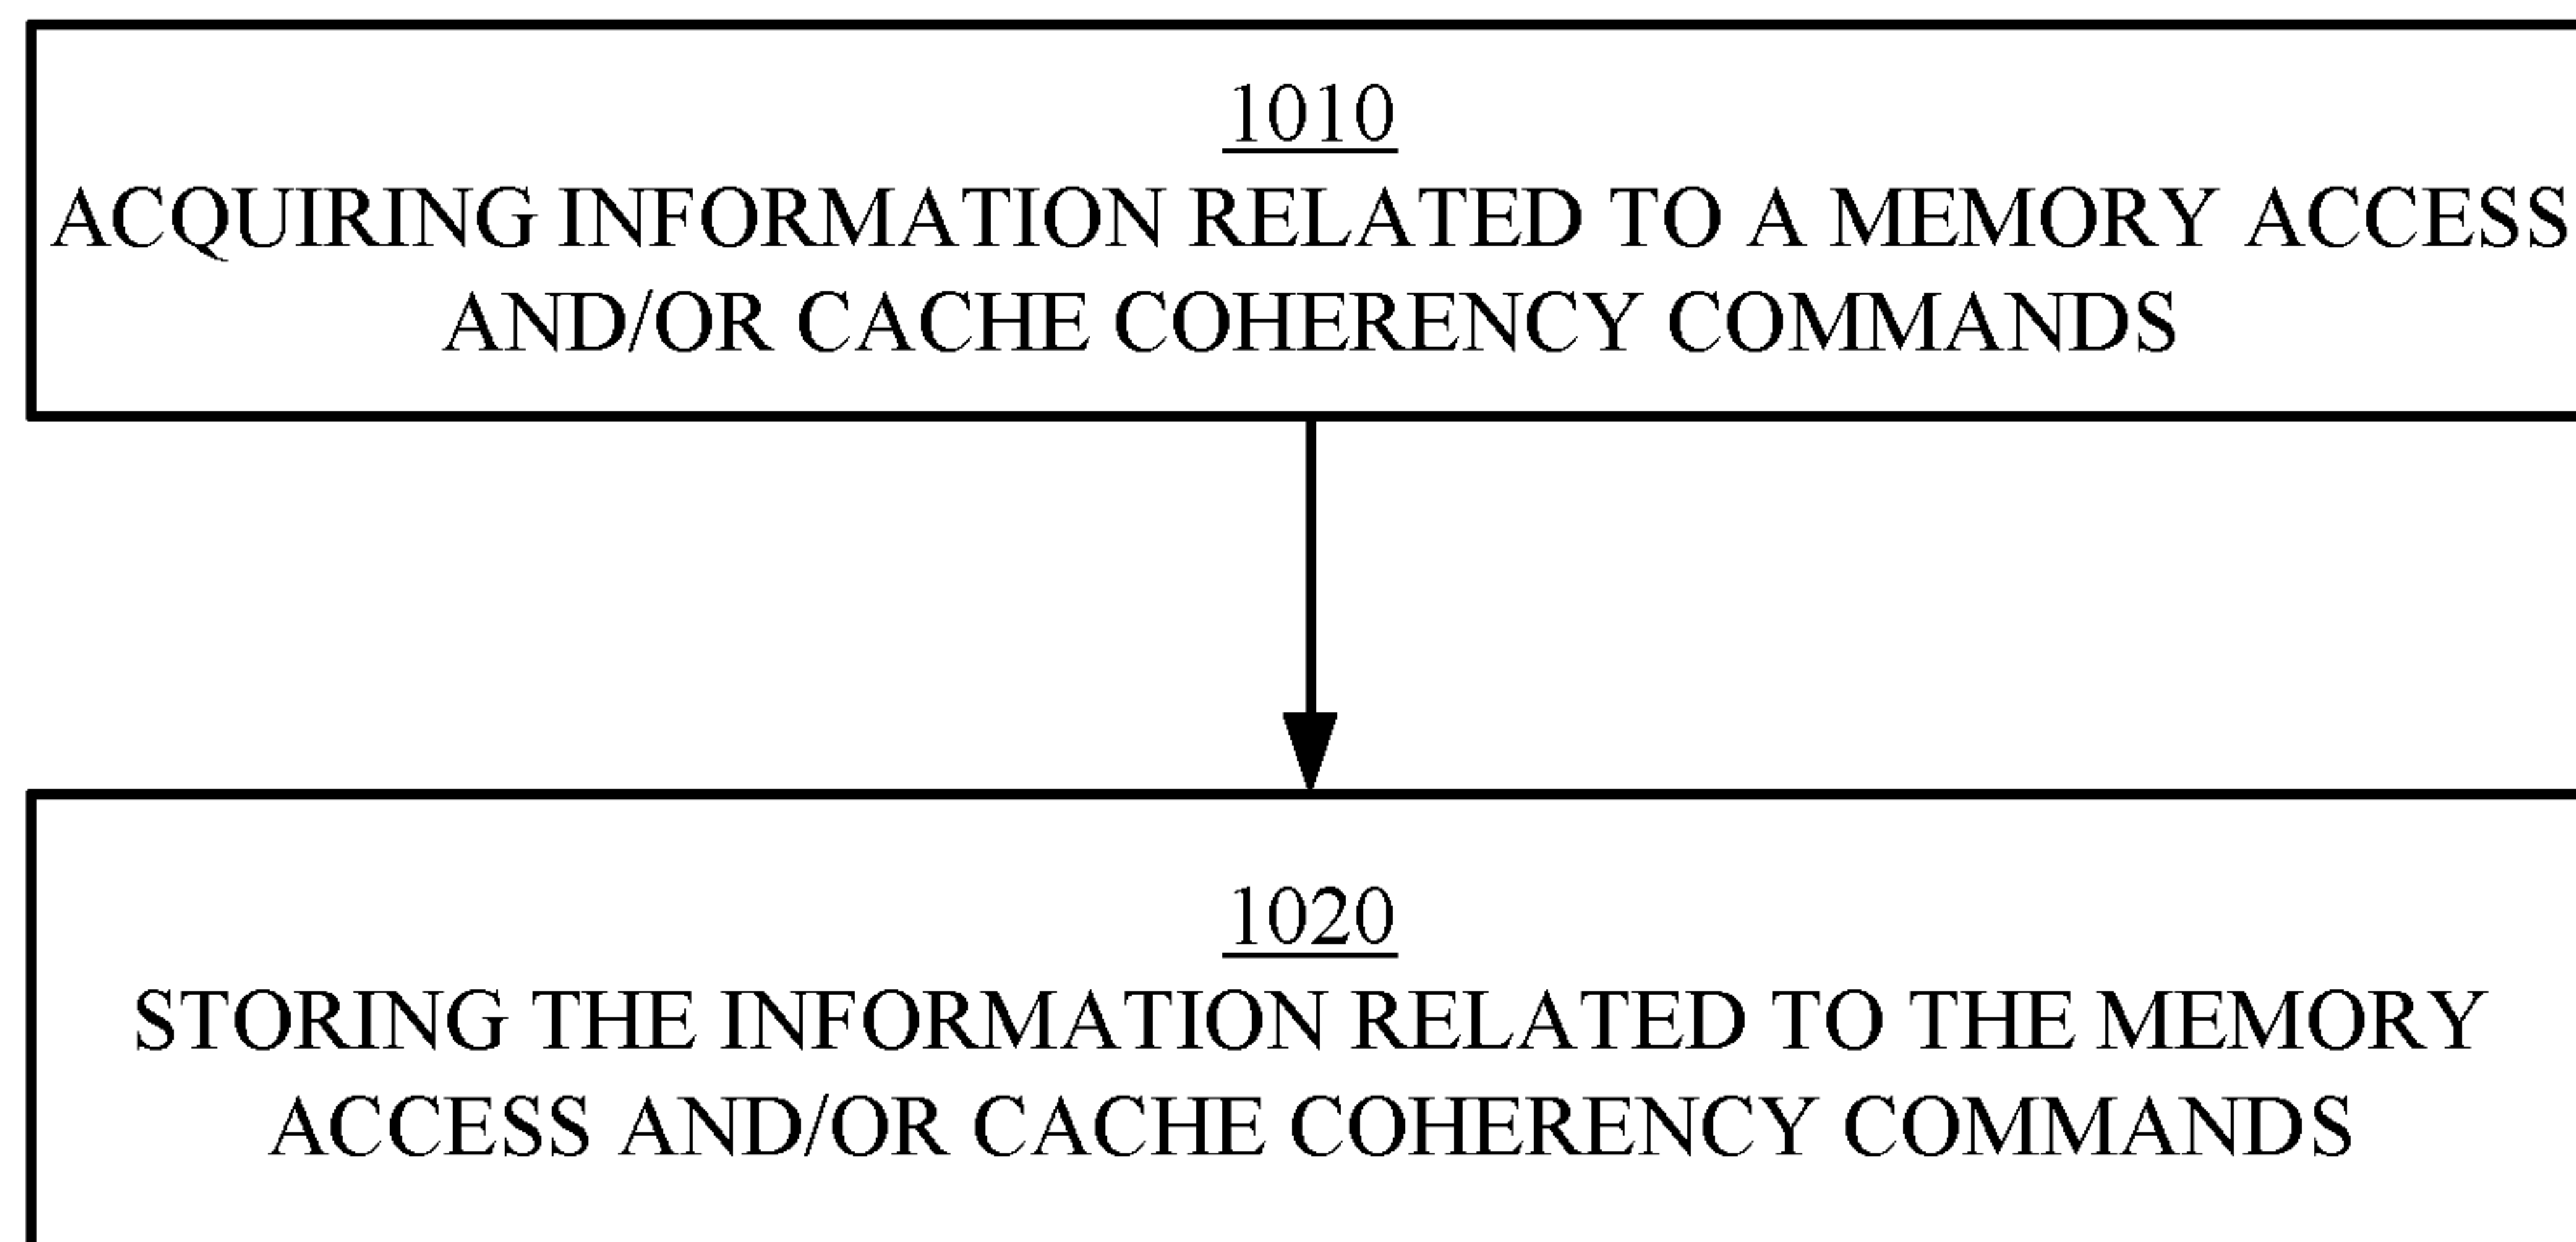 1010
ACQUIRING INFORMATION RELATED TO A MEMORY ACCESS
AND/OR CACHE COHERENCY COMMANDS
1020
STORING THE INFORMATION RELATED TO THE MEMORY
ACCESS AND/OR CACHE COHERENCY COMMANDS